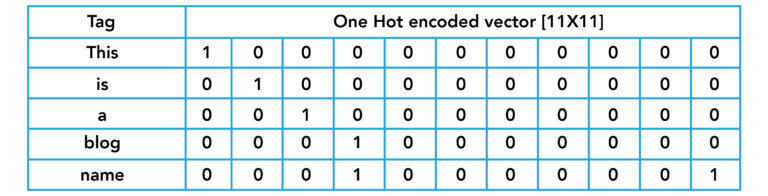 Tag One Hot encoded vector [11X11]
This 1 0 0 0 0 0 0 0 0 0 0
is 0 1 0 0 0 0 0 0 0 0 0
a 0 0 1 0 0 0 0 0 0 0 0
blog 0 0 0 1 0 0 0 0 0 0 0
name 0 0 0 1 0 0 0 0 0 0 1